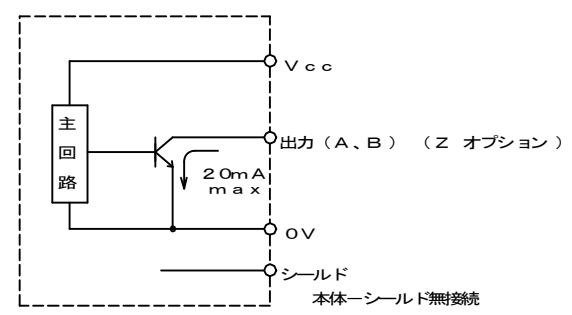 Vcc
主回路
出力（A、B） （Z オプション）
20mA
max
0V
シールド
本体－シールド無接続